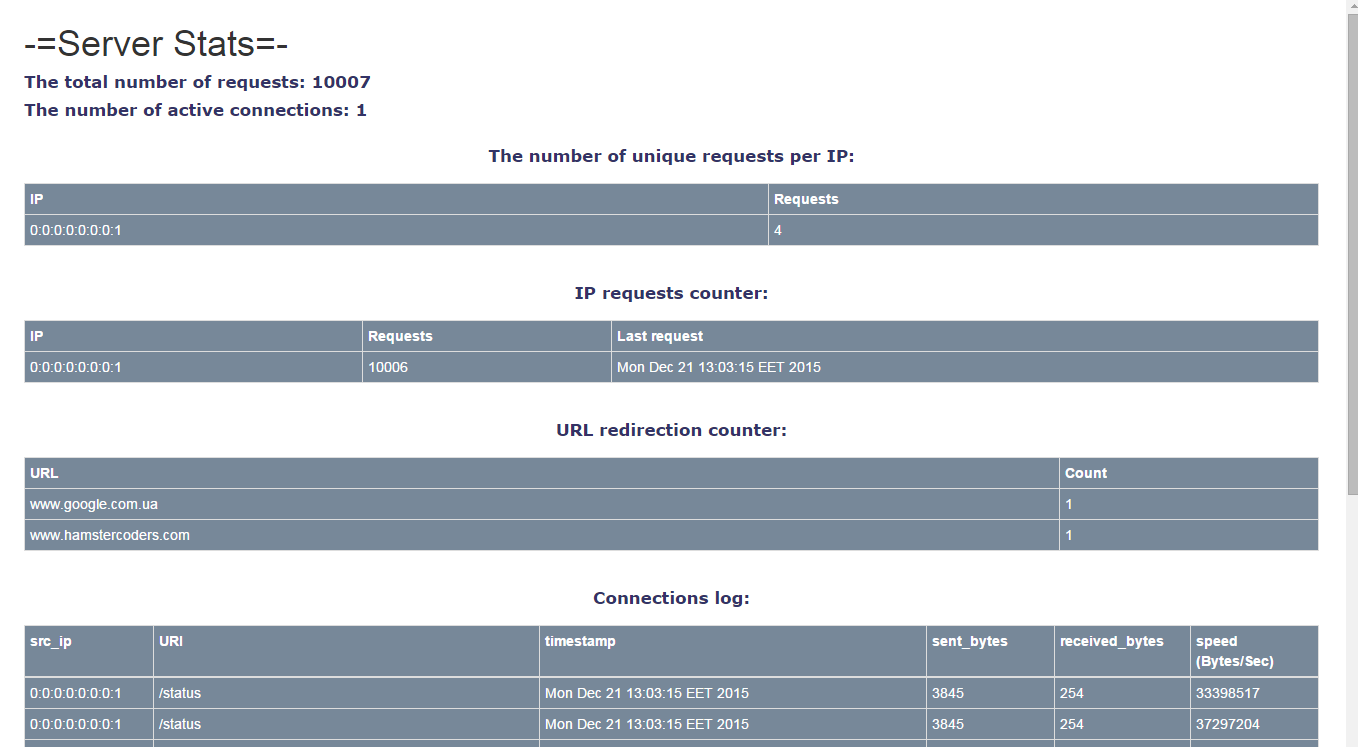 -=Server Stats=-
The total number of requests: 10007
The number of active connections: 1
The number of unique requests per IP:
IP Requests
0:0:0:0:0:0:0:1 4
IP requests counter:
IP Requests Last request
0:0:0:0:0:0:0:1 10006 Mon Dec 21 13:03:15 EET 2015
URL redirection counter:
URL Count
www.google.com.ua 1
www.hamstercoders.com 1
Connections log:
src_ip URI timestamp sent_bytes received_bytes speed
(Bytes/Sec)
0:0:0:0:0:0:0:1 /status Mon Dec 21 13:03:15 EET 2015 3845 254 33398517
0:0:0:0:0:0:0:1 /status Mon Dec 21 13:03:15 EET 2015 3845 254 37297204